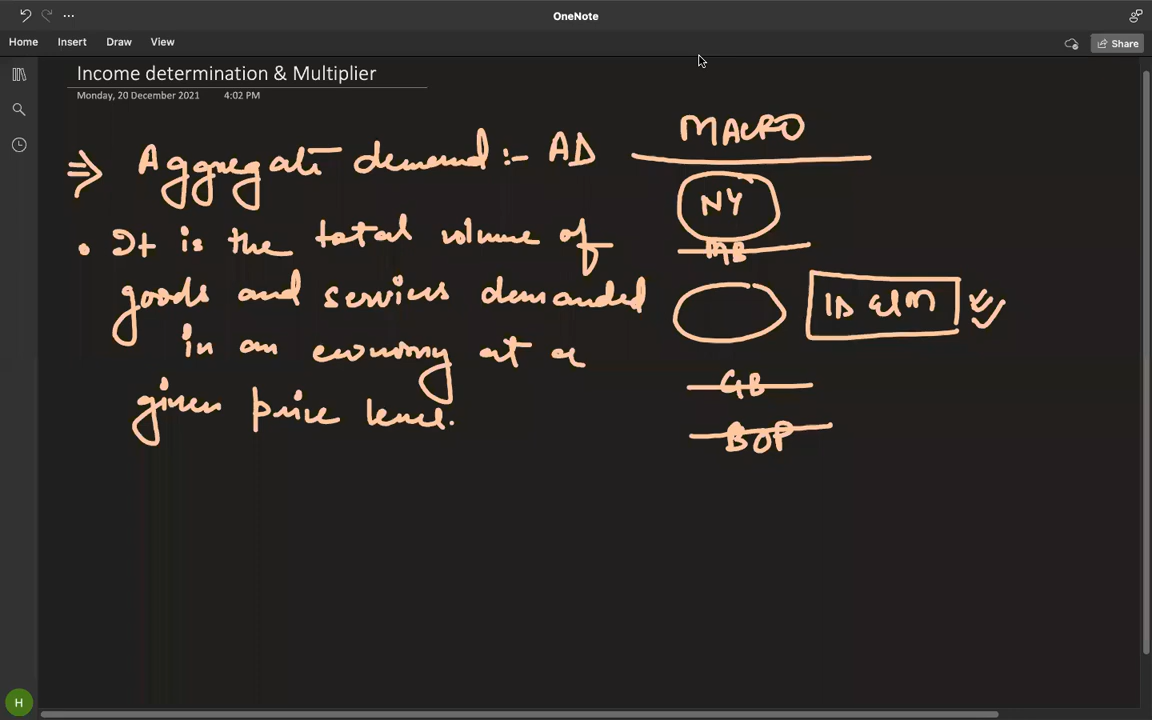 OneNote
Home Insert Draw View
Share
Income determination & Multiplier
Monday, 20 December 2021 4:02 PM
⇒ Aggregate demand :- AD
• It is the total volume of
goods and services demanded
in an economy at a
given price level.
MACRO
NY
MB
ID & M
GB
BOP
H